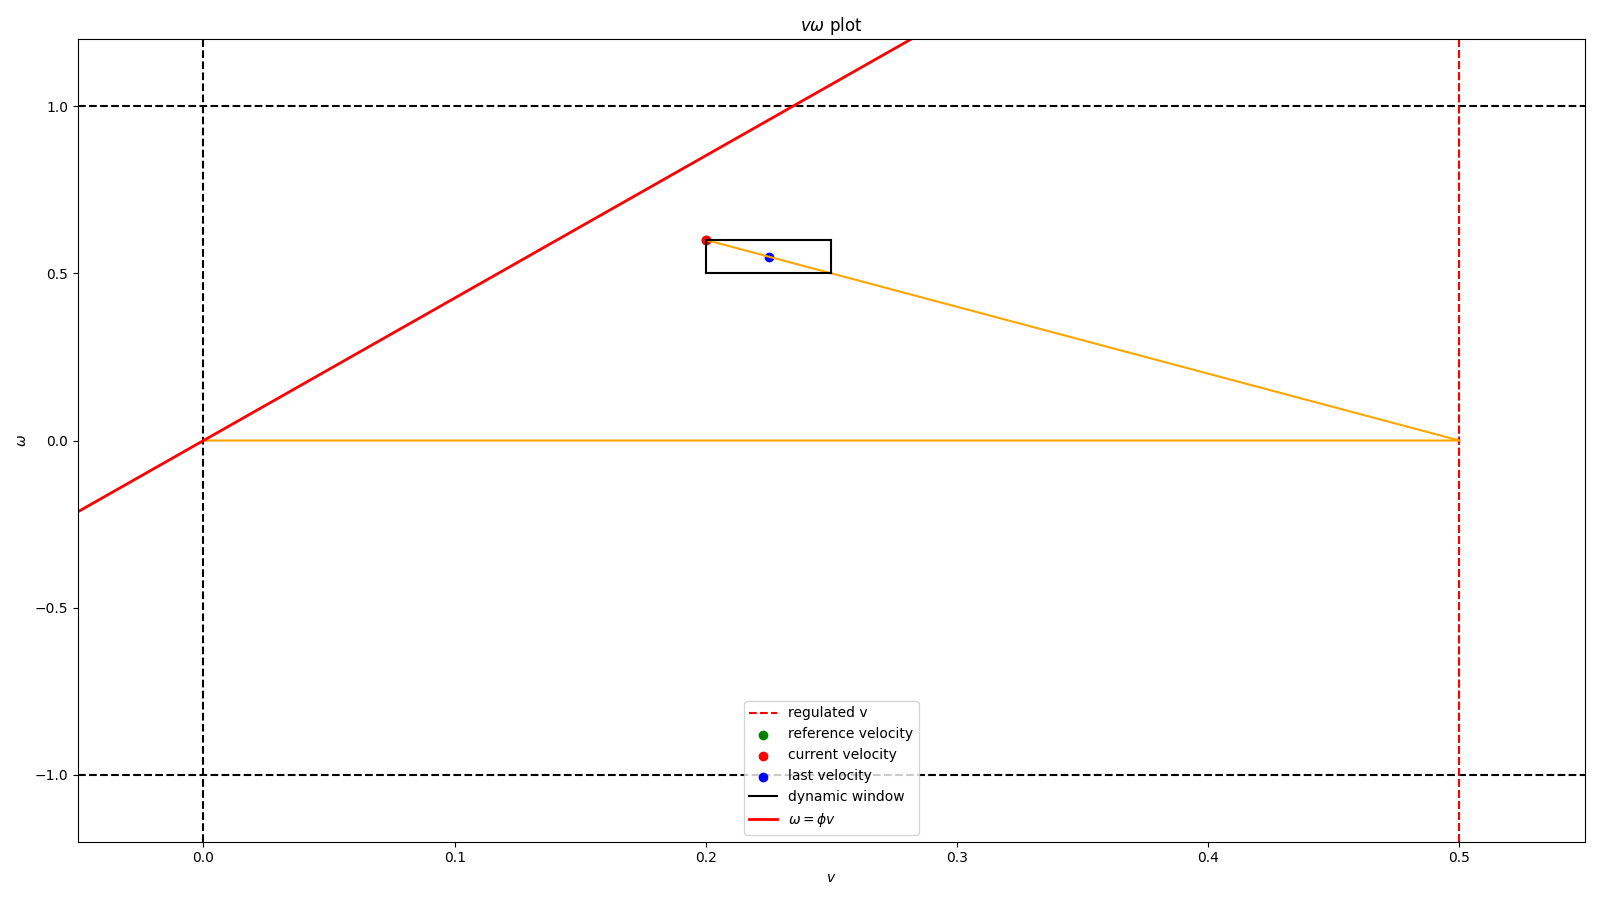 vω plot
1.0
0.5
0.0
−0.5
−1.0
ω
regulated v
reference velocity
current velocity
last velocity
dynamic window
ω = ϕv
0.0 0.1 0.2 0.3 0.4 0.5
v